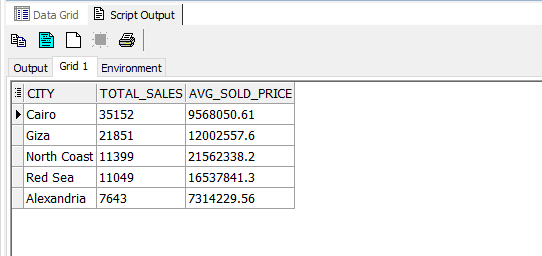 Data Grid Script Output
Output Grid 1 Environment
CITY TOTAL_SALES AVG_SOLD_PRICE
Cairo 35152 9568050.61
Giza 21851 12002557.6
North Coast 11399 21562338.2
Red Sea 11049 16537841.3
Alexandria 7643 7314229.56